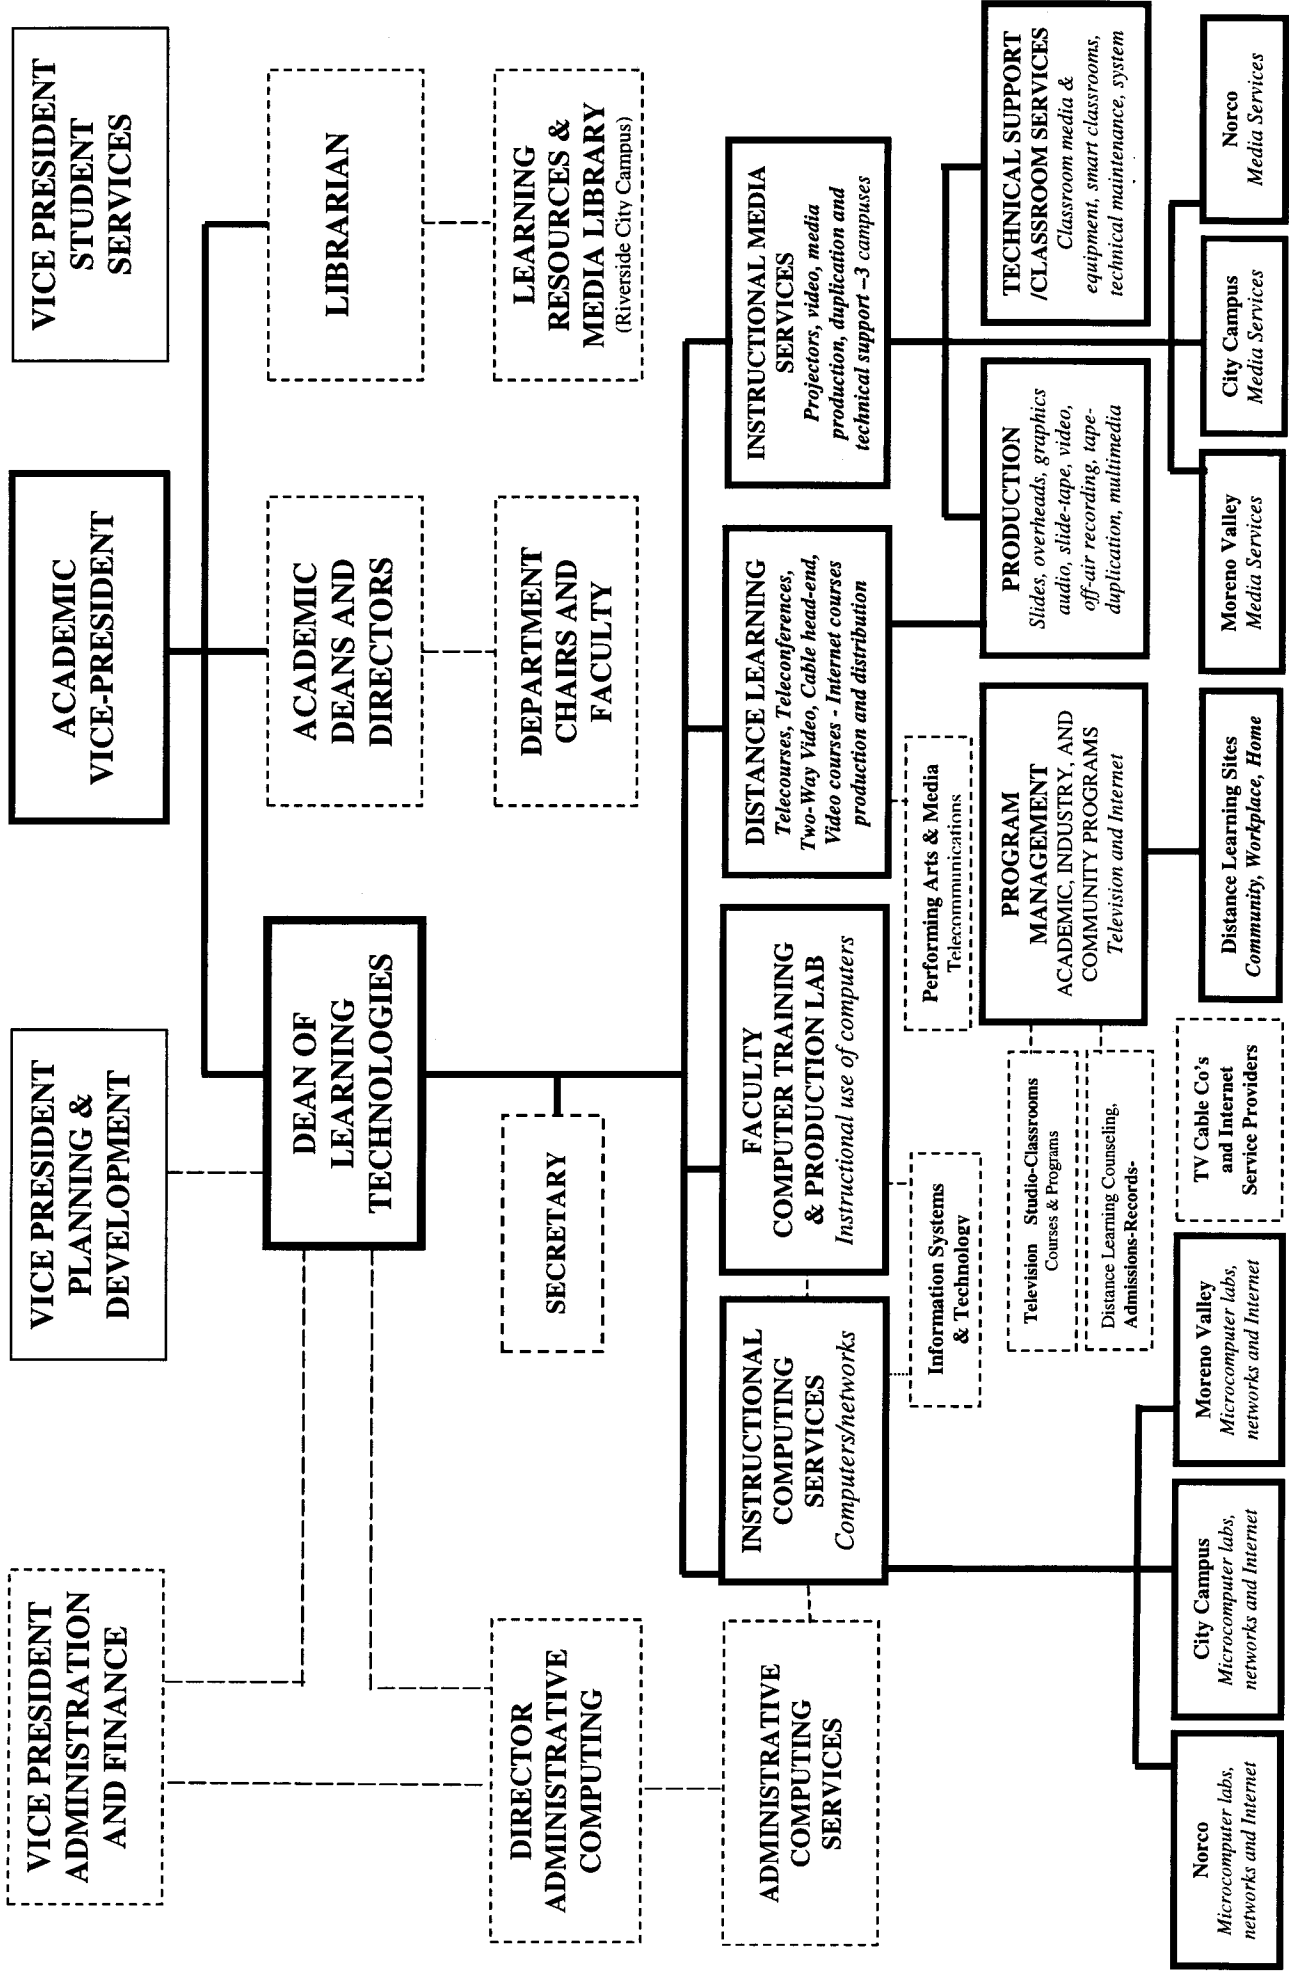 VICE PRESIDENT
ADMINISTRATION
AND FINANCE
VICE PRESIDENT
PLANNING &
DEVELOPMENT
ACADEMIC
VICE-PRESIDENT
VICE PRESIDENT
STUDENT
SERVICES
DEAN OF
LEARNING
TECHNOLOGIES
ACADEMIC
DEANS AND
DIRECTORS
LIBRARIAN
DIRECTOR
ADMINISTRATIVE
COMPUTING
SECRETARY
DEPARTMENT
CHAIRS AND
FACULTY
LEARNING
RESOURCES &
MEDIA LIBRARY
(Riverside City Campus)
ADMINISTRATIVE
COMPUTING
SERVICES
INSTRUCTIONAL
COMPUTING
SERVICES
Computers/networks
FACULTY
COMPUTER TRAINING
& PRODUCTION LAB
Instructional use of computers
DISTANCE LEARNING
Telecourses, Teleconferences,
Two-Way Video, Cable head-end,
Video courses - Internet courses
production and distribution
INSTRUCTIONAL MEDIA
SERVICES
Projectors, video, media
production, duplication and
technical support –3 campuses
Information Systems
& Technology
Performing Arts & Media
Telecommunications
Television Studio-Classrooms
Courses & Programs
Distance Learning Counseling,
Admissions-Records-
PROGRAM
MANAGEMENT
ACADEMIC, INDUSTRY, AND
COMMUNITY PROGRAMS
Television and Internet
PRODUCTION
Slides, overheads, graphics
audio, slide-tape, video,
off-air recording, tape-
duplication, multimedia
TECHNICAL SUPPORT
/CLASSROOM SERVICES
Classroom media &
equipment, smart classrooms,
technical maintenance, system
Norco
Microcomputer labs,
networks and Internet
City Campus
Microcomputer labs,
networks and Internet
Moreno Valley
Microcomputer labs,
networks and Internet
TV Cable Co's
and Internet
Service Providers
Distance Learning Sites
Community, Workplace, Home
Moreno Valley
Media Services
City Campus
Media Services
Norco
Media Services